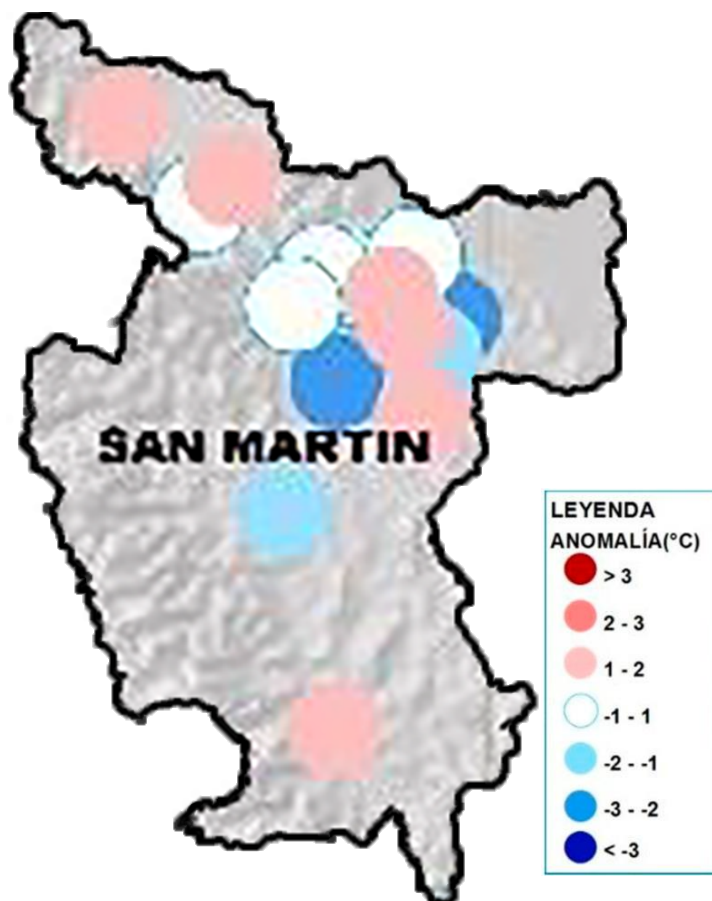 SAN MARTIN
LEYENDA
ANOMALÍA(°C)
> 3
2 - 3
1 - 2
-1 - 1
-2 - -1
-3 - -2
< -3